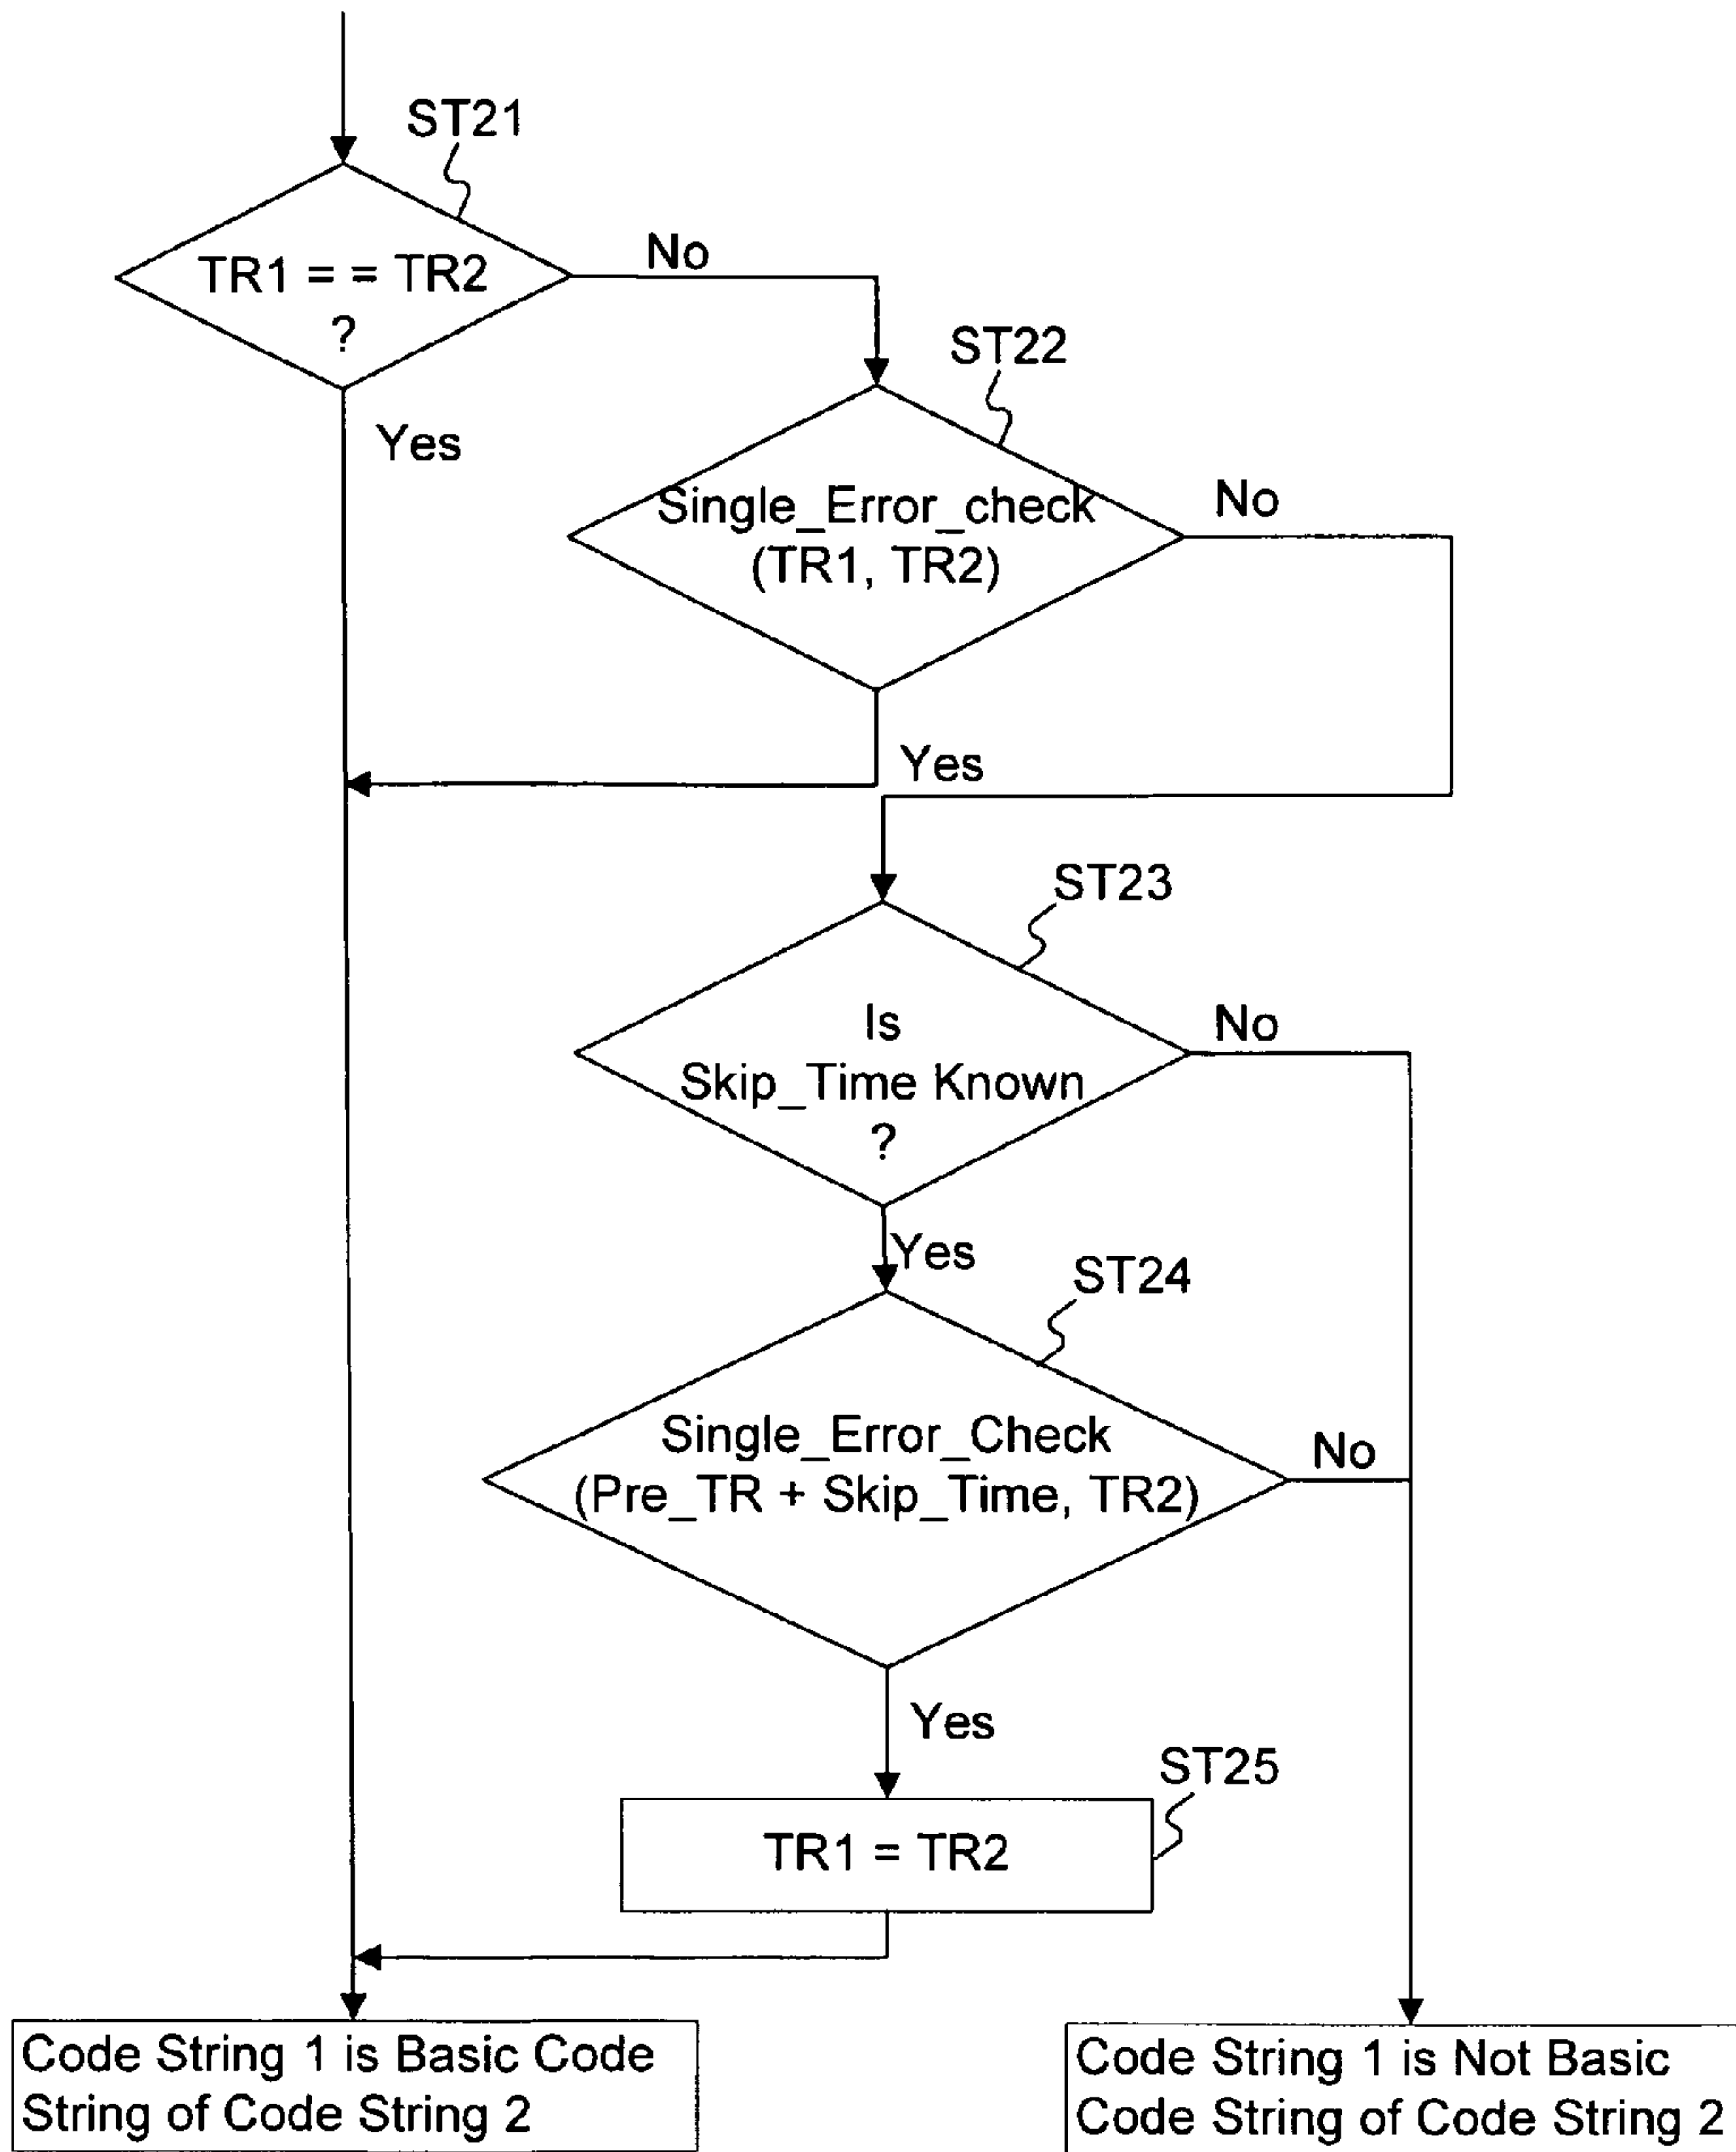 ST21
TR1 = = TR2
?
No
Yes
ST22
Single_Error_check
(TR1, TR2)
No
Yes
ST23
Is
Skip_Time Known
?
No
Yes
ST24
Single_Error_Check
(Pre_TR + Skip_Time, TR2)
No
Yes
ST25
TR1 = TR2
Code String 1 is Basic Code
String of Code String 2
Code String 1 is Not Basic
Code String of Code String 2